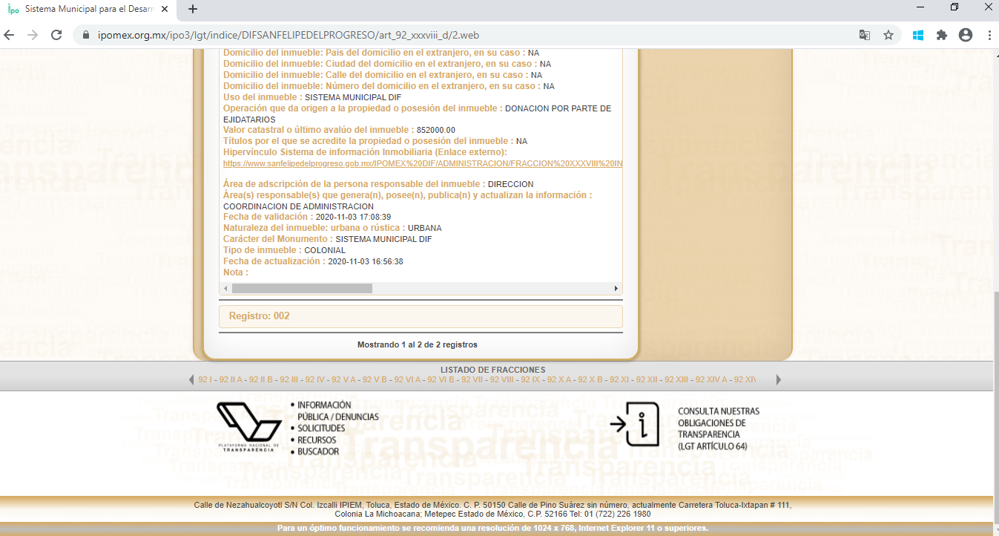 ipo Sistema Municipal para el Desarr
ipomex.org.mx/ipo3/lgt/indice/DIFSANFELIPEDELPROGRESO/art_92_xxxviii_d/2.web
Domicilio del inmueble: País del domicilio en el extranjero, en su caso : NA
Domicilio del inmueble: Ciudad del domicilio en el extranjero, en su caso : NA
Domicilio del inmueble: Calle del domicilio en el extranjero, en su caso : NA
Domicilio del inmueble: Número del domicilio en el extranjero, en su caso : NA
Uso del inmueble : SISTEMA MUNICIPAL DIF
Operación que da origen a la propiedad o posesión del inmueble : DONACION POR PARTE DE
EJIDATARIOS
Valor catastral o último avalúo del inmueble : 852000.00
Títulos por el que se acredite la propiedad o posesión del inmueble : NA
Hipervínculo Sistema de información Inmobiliaria (Enlace externo):
https://www.sanfelipedelprogreso.gob.mx/IPOMEX%20DIF/ADMINISTRACION/FRACCION%20XXXVIII%20IN
Área de adscripción de la persona responsable del inmueble : DIRECCION
Área(s) responsable(s) que genera(n), posee(n), publica(n) y actualizan la información :
COORDINACION DE ADMINISTRACION
Fecha de validación : 2020-11-03 17:08:39
Naturaleza del inmueble: urbana o rústica : URBANA
Carácter del Monumento : SISTEMA MUNICIPAL DIF
Tipo de inmueble : COLONIAL
Fecha de actualización : 2020-11-03 16:56:38
Nota :
Registro: 002
Mostrando 1 al 2 de 2 registros
LISTADO DE FRACCIONES
92 I - 92 II A - 92 II B - 92 III - 92 IV - 92 V A - 92 V B - 92 VI A - 92 VI B - 92 VII - 92 VIII - 92 IX - 92 X A - 92 X B - 92 XI - 92 XII - 92 XIII - 92 XIV A - 92 XIV
PLATAFORMA NACIONAL DE
TRANSPARENCIA
• INFORMACIÓN
PÚBLICA / DENUNCIAS
• SOLICITUDES
• RECURSOS
• BUSCADOR
CONSULTA NUESTRAS
OBLIGACIONES DE
TRANSPARENCIA
(LGT ARTÍCULO 64)
Calle de Nezahualcoyotl S/N Col. Izcalli IPIEM, Toluca, Estado de México. C. P. 50150 Calle de Pino Suárez sin número, actualmente Carretera Toluca-Ixtapan # 111,
Colonia La Michoacana; Metepec Estado de México, C.P. 52166 Tel: 01 (722) 226 1980
Para un óptimo funcionamiento se recomienda una resolución de 1024 x 768, Internet Explorer 11 o superiores.